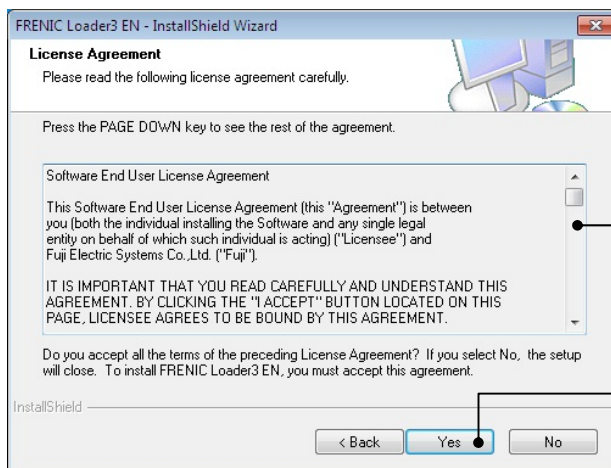 FRENIC Loader3 EN - InstallShield Wizard
License Agreement
Please read the following license agreement carefully.
Press the PAGE DOWN key to see the rest of the agreement.
Software End User License Agreement
This Software End User License Agreement (this "Agreement") is between
you (both the individual installing the Software and any single legal
entity on behalf of which such individual is acting) ("Licensee") and
Fuji Electric Systems Co.,Ltd. ("Fuji").
IT IS IMPORTANT THAT YOU READ CAREFULLY AND UNDERSTAND THIS
AGREEMENT. BY CLICKING THE "I ACCEPT" BUTTON LOCATED ON THIS
PAGE, LICENSEE AGREES TO BE BOUND BY THIS AGREEMENT.
Do you accept all the terms of the preceding License Agreement? If you select No, the setup
will close. To install FRENIC Loader3 EN, you must accept this agreement.
InstallShield
< Back Yes No